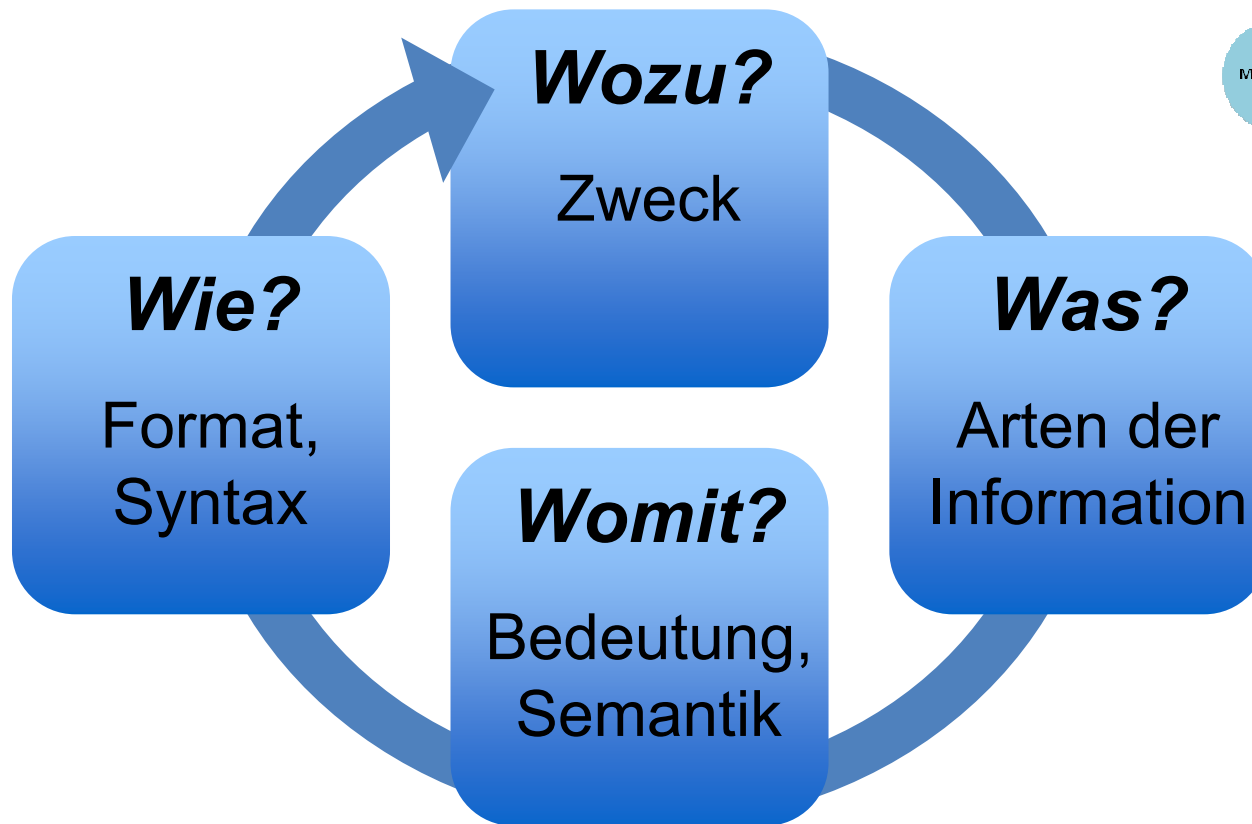 Wozu?
Zweck
Was?
Arten der
Information
Womit?
Bedeutung,
Semantik
Wie?
Format,
Syntax